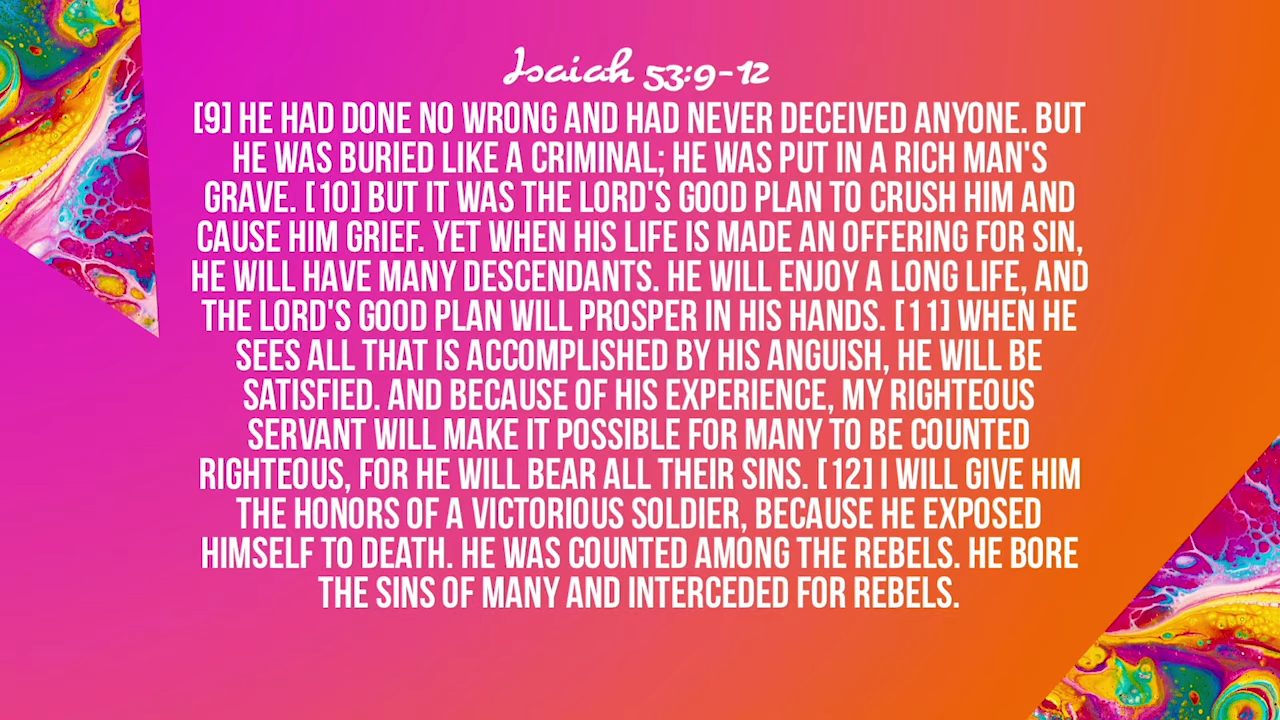 Isaiah 53:9-12
[9] HE HAD DONE NO WRONG AND HAD NEVER DECEIVED ANYONE. BUT
HE WAS BURIED LIKE A CRIMINAL; HE WAS PUT IN A RICH MAN'S
GRAVE. [10] BUT IT WAS THE LORD'S GOOD PLAN TO CRUSH HIM AND
CAUSE HIM GRIEF. YET WHEN HIS LIFE IS MADE AN OFFERING FOR SIN,
HE WILL HAVE MANY DESCENDANTS. HE WILL ENJOY A LONG LIFE, AND
THE LORD'S GOOD PLAN WILL PROSPER IN HIS HANDS. [11] WHEN HE
SEES ALL THAT IS ACCOMPLISHED BY HIS ANGUISH, HE WILL BE
SATISFIED. AND BECAUSE OF HIS EXPERIENCE, MY RIGHTEOUS
SERVANT WILL MAKE IT POSSIBLE FOR MANY TO BE COUNTED
RIGHTEOUS, FOR HE WILL BEAR ALL THEIR SINS. [12] I WILL GIVE HIM
THE HONORS OF A VICTORIOUS SOLDIER, BECAUSE HE EXPOSED
HIMSELF TO DEATH. HE WAS COUNTED AMONG THE REBELS. HE BORE
THE SINS OF MANY AND INTERCEDED FOR REBELS.